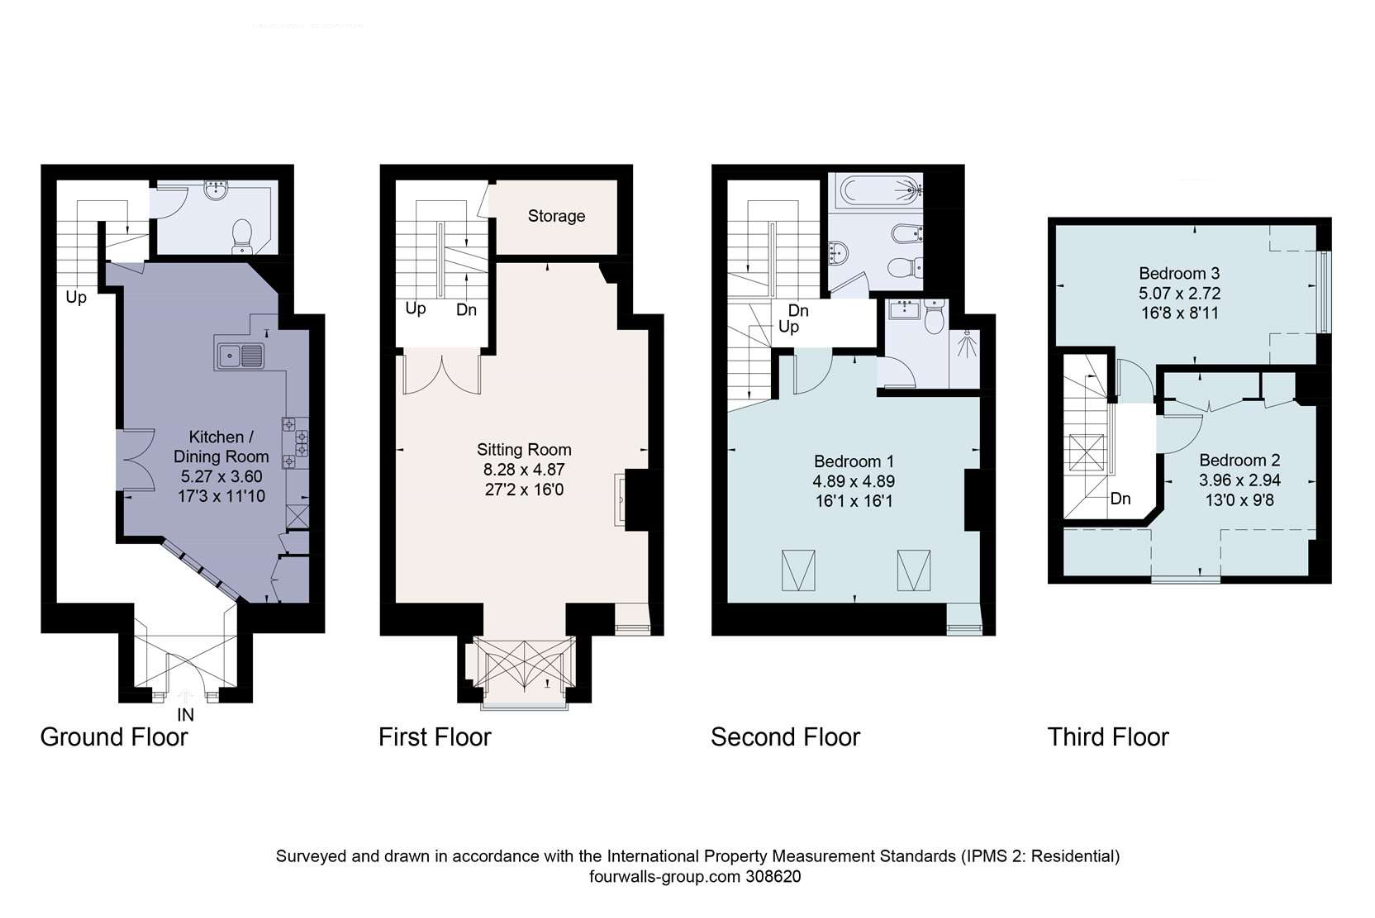 Up
Kitchen /
Dining Room
5.27 x 3.60
17'3 x 11'10
IN
Ground Floor
Storage
Up
Dn
Sitting Room
8.28 x 4.87
27'2 x 16'0
First Floor
Dn
Up
Bedroom 1
4.89 x 4.89
16'1 x 16'1
Second Floor
Bedroom 3
5.07 x 2.72
16'8 x 8'11
Bedroom 2
3.96 x 2.94
13'0 x 9'8
Dn
Third Floor
Surveyed and drawn in accordance with the International Property Measurement Standards (IPMS 2: Residential)
fourwalls-group.com 308620